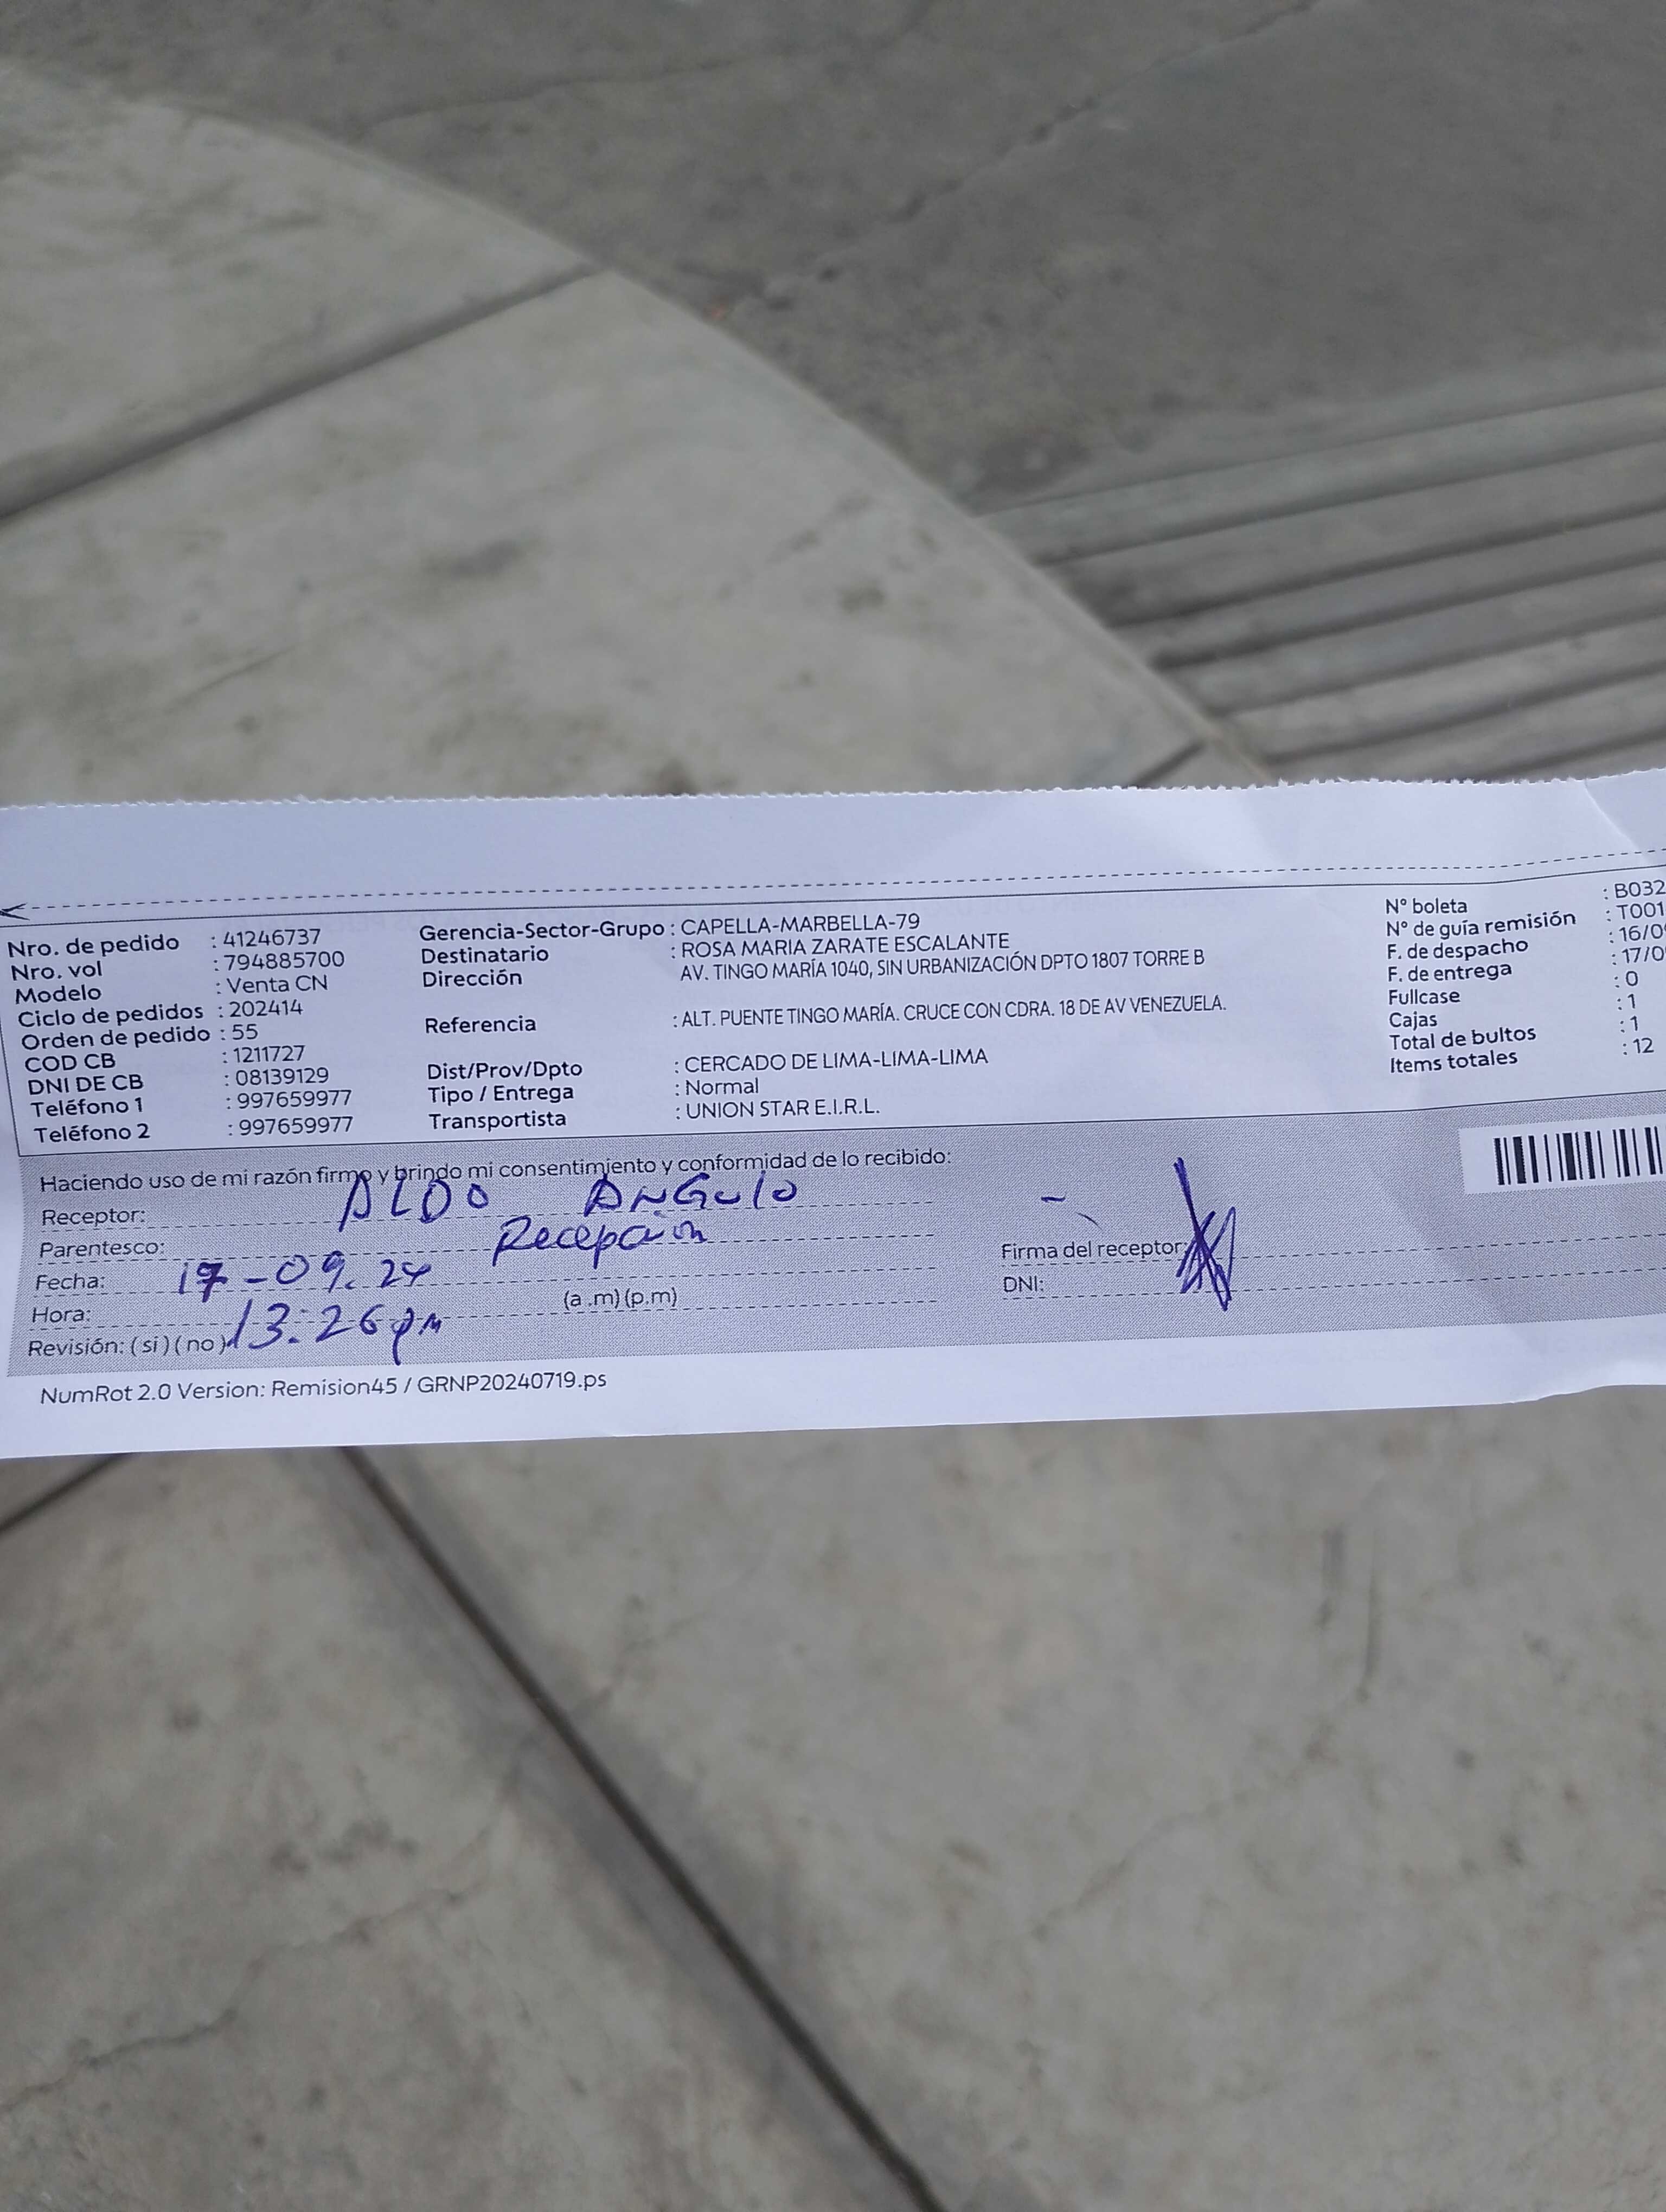 Nro. de pedido : 41246737
Nro. vol : 794885700
Modelo : Venta CN
Ciclo de pedidos : 202414
Orden de pedido : 55
COD CB : 1211727
DNI DE CB : 08139129
Teléfono 1 : 997659977
Teléfono 2 : 997659977
Gerencia-Sector-Grupo : CAPELLA-MARBELLA-79
Destinatario : ROSA MARIA ZARATE ESCALANTE
Dirección AV. TINGO MARÍA 1040, SIN URBANIZACIÓN DPTO 1807 TORRE B
Referencia : ALT. PUENTE TINGO MARÍA. CRUCE CON CDRA. 18 DE AV VENEZUELA.
Dist/Prov/Dpto : CERCADO DE LIMA-LIMA-LIMA
Tipo / Entrega : Normal
Transportista : UNION STAR E.I.R.L.
N° boleta : B032
N° de guía remisión : T001
F. de despacho : 16/0
F. de entrega : 17/0
Fullcase : 0
Cajas : 1
Total de bultos : 1
Items totales : 12
Haciendo uso de mi razón firmo y brindo mi consentimiento y conformidad de lo recibido:
Receptor: ALDO ANGULO
Parentesco: Recepción
Fecha: 17-09.24
Hora: 13:26 pm (a .m) (p.m)
Revisión: ( si ) ( no )
Firma del receptor:
DNI:
NumRot 2.0 Version: Remision45 / GRNP20240719.ps